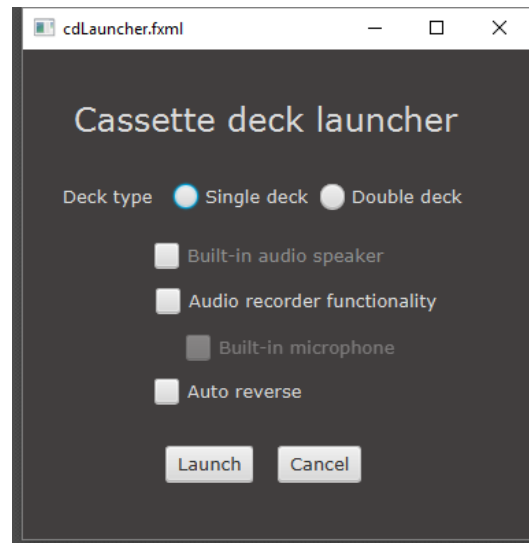 cdLauncher.fxml
Cassette deck launcher
Deck type Single deck Double deck
Built-in audio speaker
Audio recorder functionality
Built-in microphone
Auto reverse
Launch Cancel